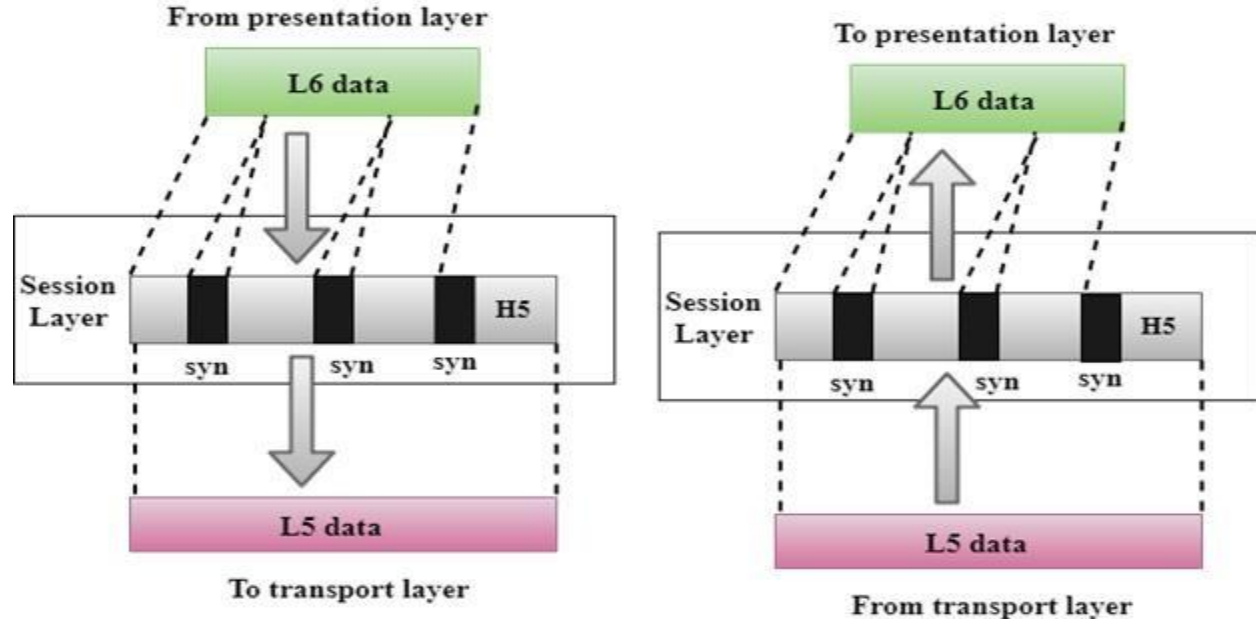 From presentation layer
L6 data
Session
Layer
H5
syn
syn
syn
L5 data
To transport layer
To presentation layer
L6 data
Session
Layer
H5
syn
syn
syn
L5 data
From transport layer